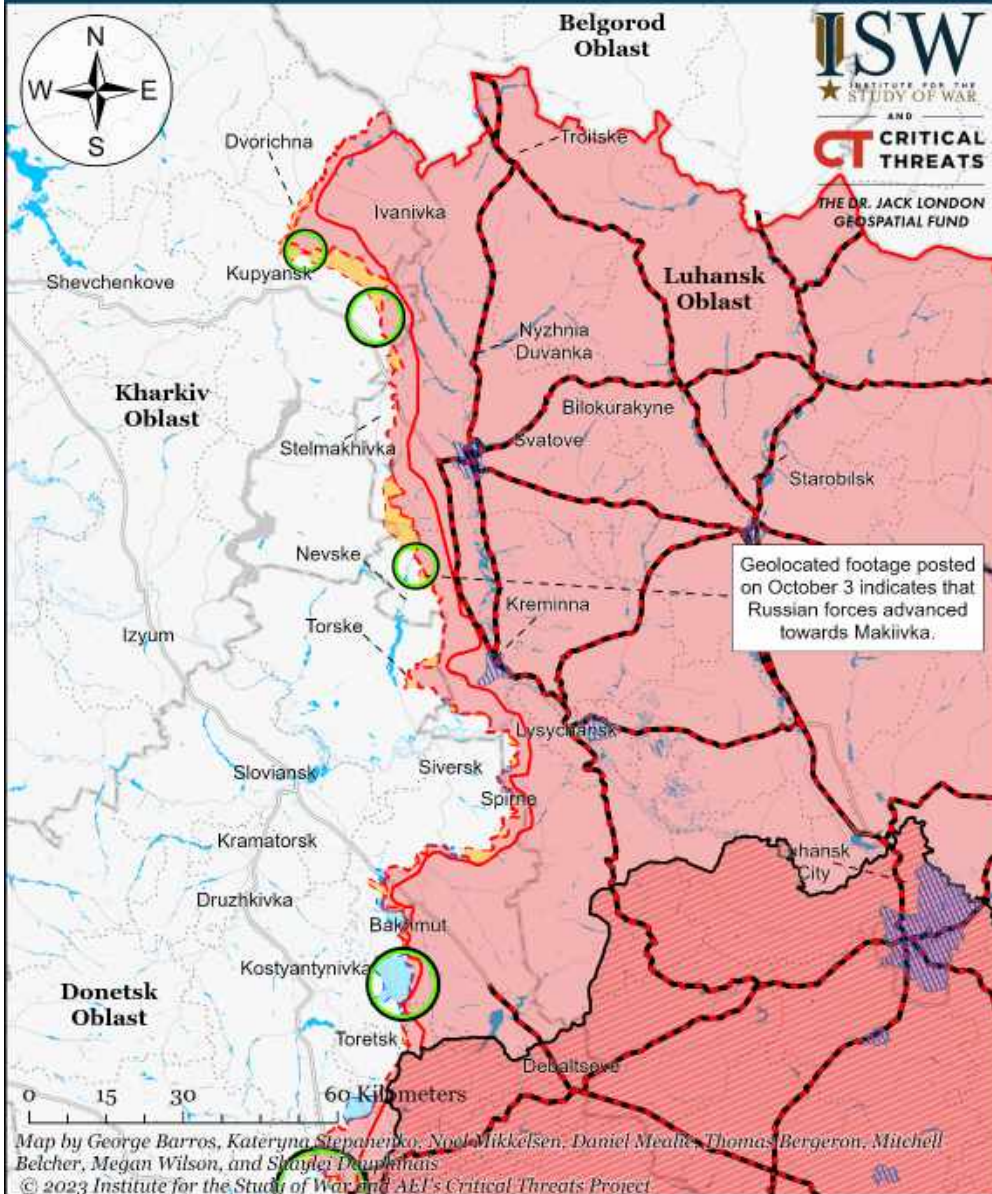 N
W
E
S
Belgorod
Oblast
ISW
INSTITUTE FOR THE
STUDY OF WAR
AND
CT CRITICAL
THREATS
THE DR. JACK LONDON
GEOSPATIAL FUND
Dvorichna
Troitske
Ivanivka
Shevchenkove
Kupyansk
Luhansk
Oblast
Nyzhnia
Duvanka
Kharkiv
Oblast
Bilokurakyne
Stelmakhivka
Svatove
Starobilsk
Nevske
Geolocated footage posted
on October 3 indicates that
Russian forces advanced
towards Makiivka.
Kreminna
Torske
Izyum
Lysychansk
Siversk
Sloviansk
Spirne
Kramatorsk
Luhansk
City
Druzhkivka
Bakhmut
Kostyantynivka
Donetsk
Oblast
Toretsk
Debaltseve
0 15 30 60 Kilometers
Map by George Barros, Kateryna Stepanenko, Noel Mikkelsen, Daniel Mealie, Thomas Bergeron, Mitchell
Belcher, Megan Wilson, and Shaylei Dauphinais
© 2023 Institute for the Study of War and AEI's Critical Threats Project